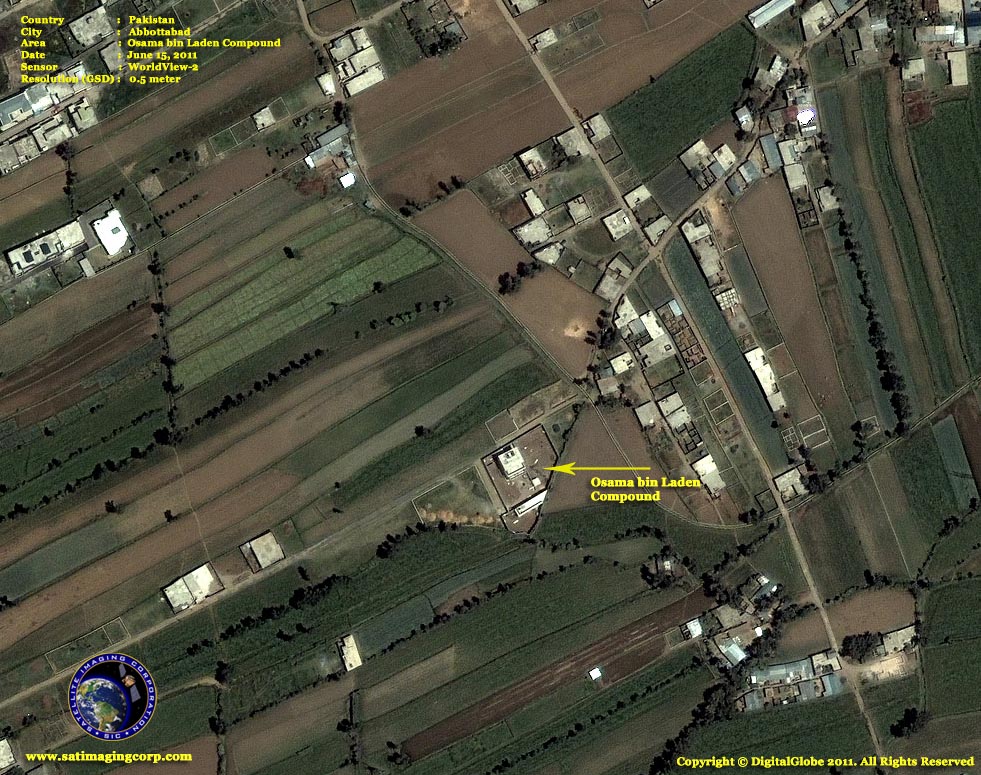 Country : Pakistan
City : Abbottabad
Area : Osama bin Laden Compound
Date : June 15, 2011
Sensor : WorldView-2
Resolution (GSD) : 0.5 meter
Osama bin Laden
Compound
SATELLITE IMAGING CORPORATION
SIC
www.satimagingcorp.com
Copyright © DigitalGlobe 2011. All Rights Reserved